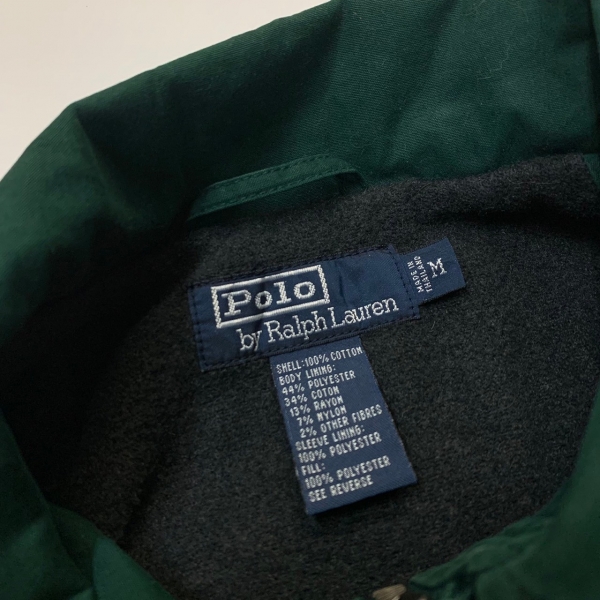 Polo
by Ralph Lauren
M
MADE IN
THAILAND
SHELL:100% COTTON
BODY LINING:
44% POLYESTER
34% COTON
13% RAYON
7% NYLON
2% OTHER FIBRES
SLEEVE LINING:
100% POLYESTER
FILL:
100% POLYESTER
SEE REVERSE